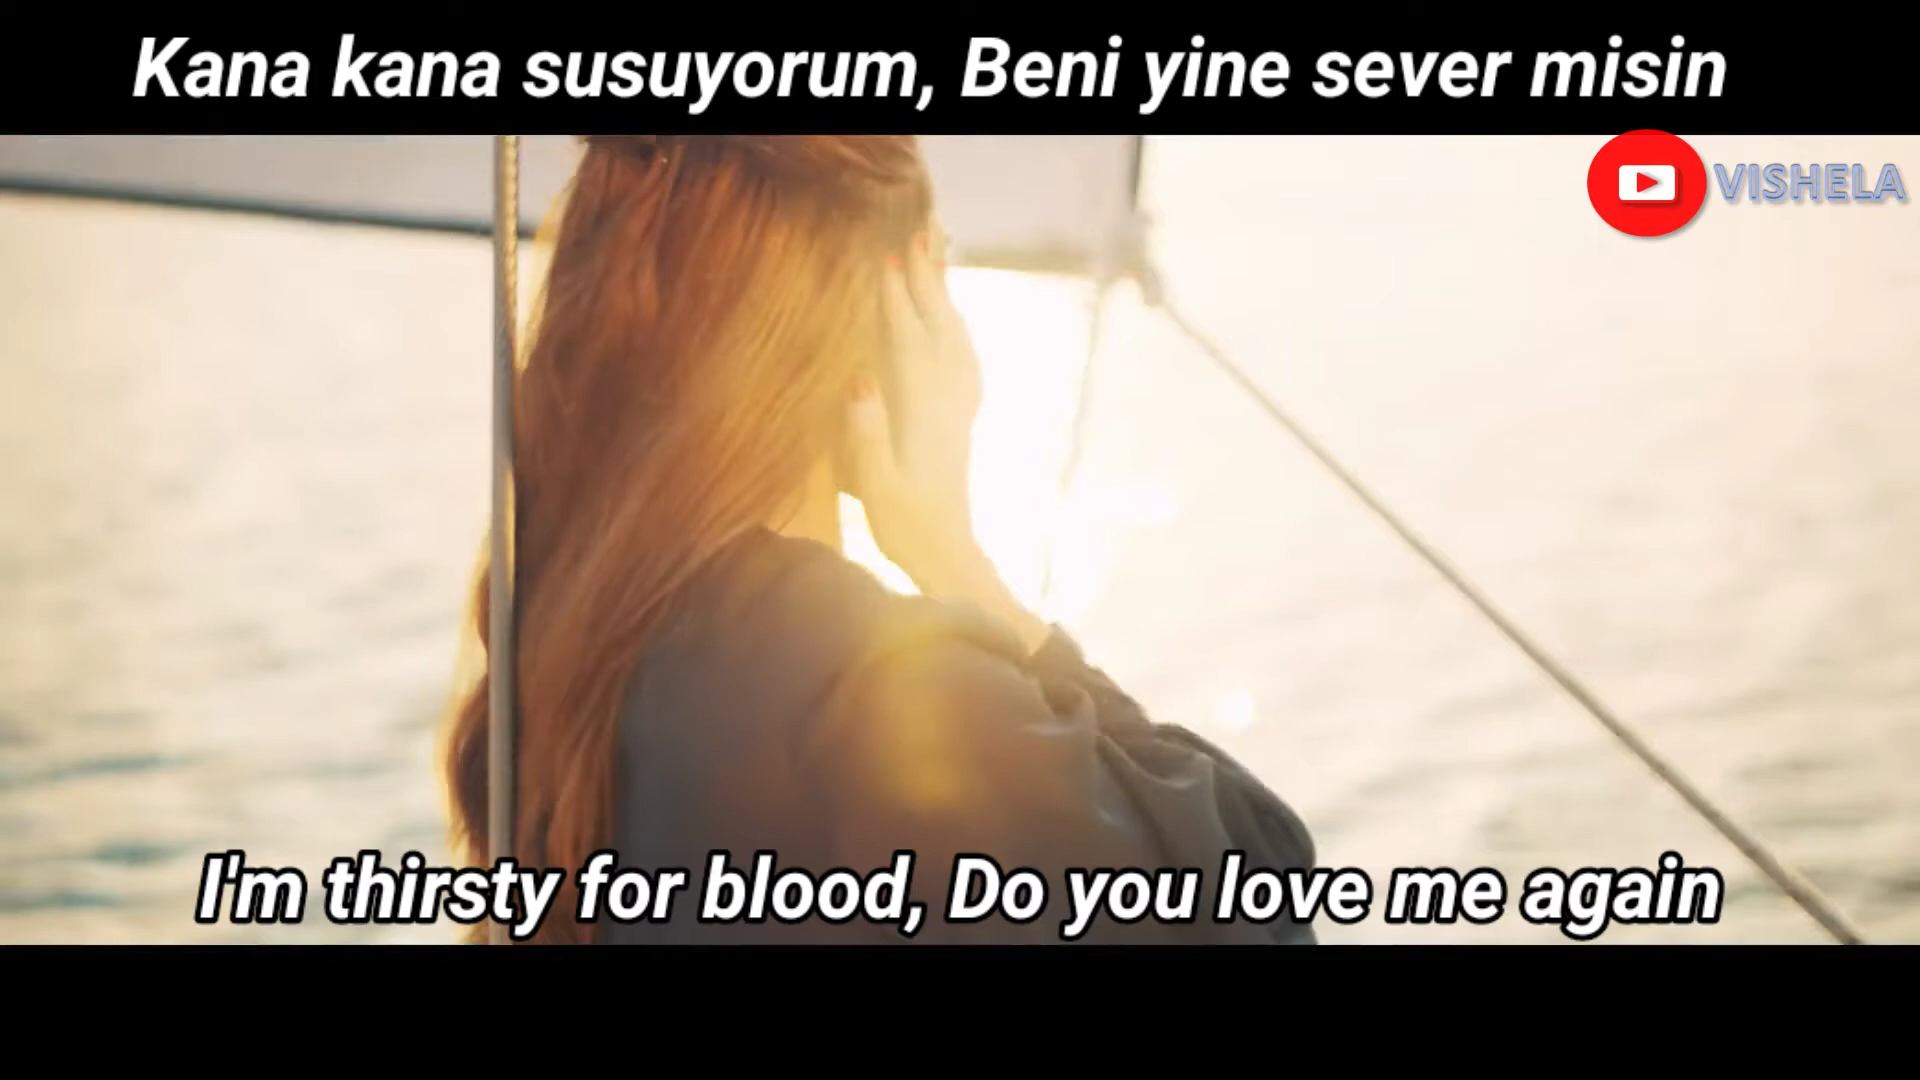 Kana kana susuyorum, Beni yine sever misin
VISHELA
I'm thirsty for blood, Do you love me again